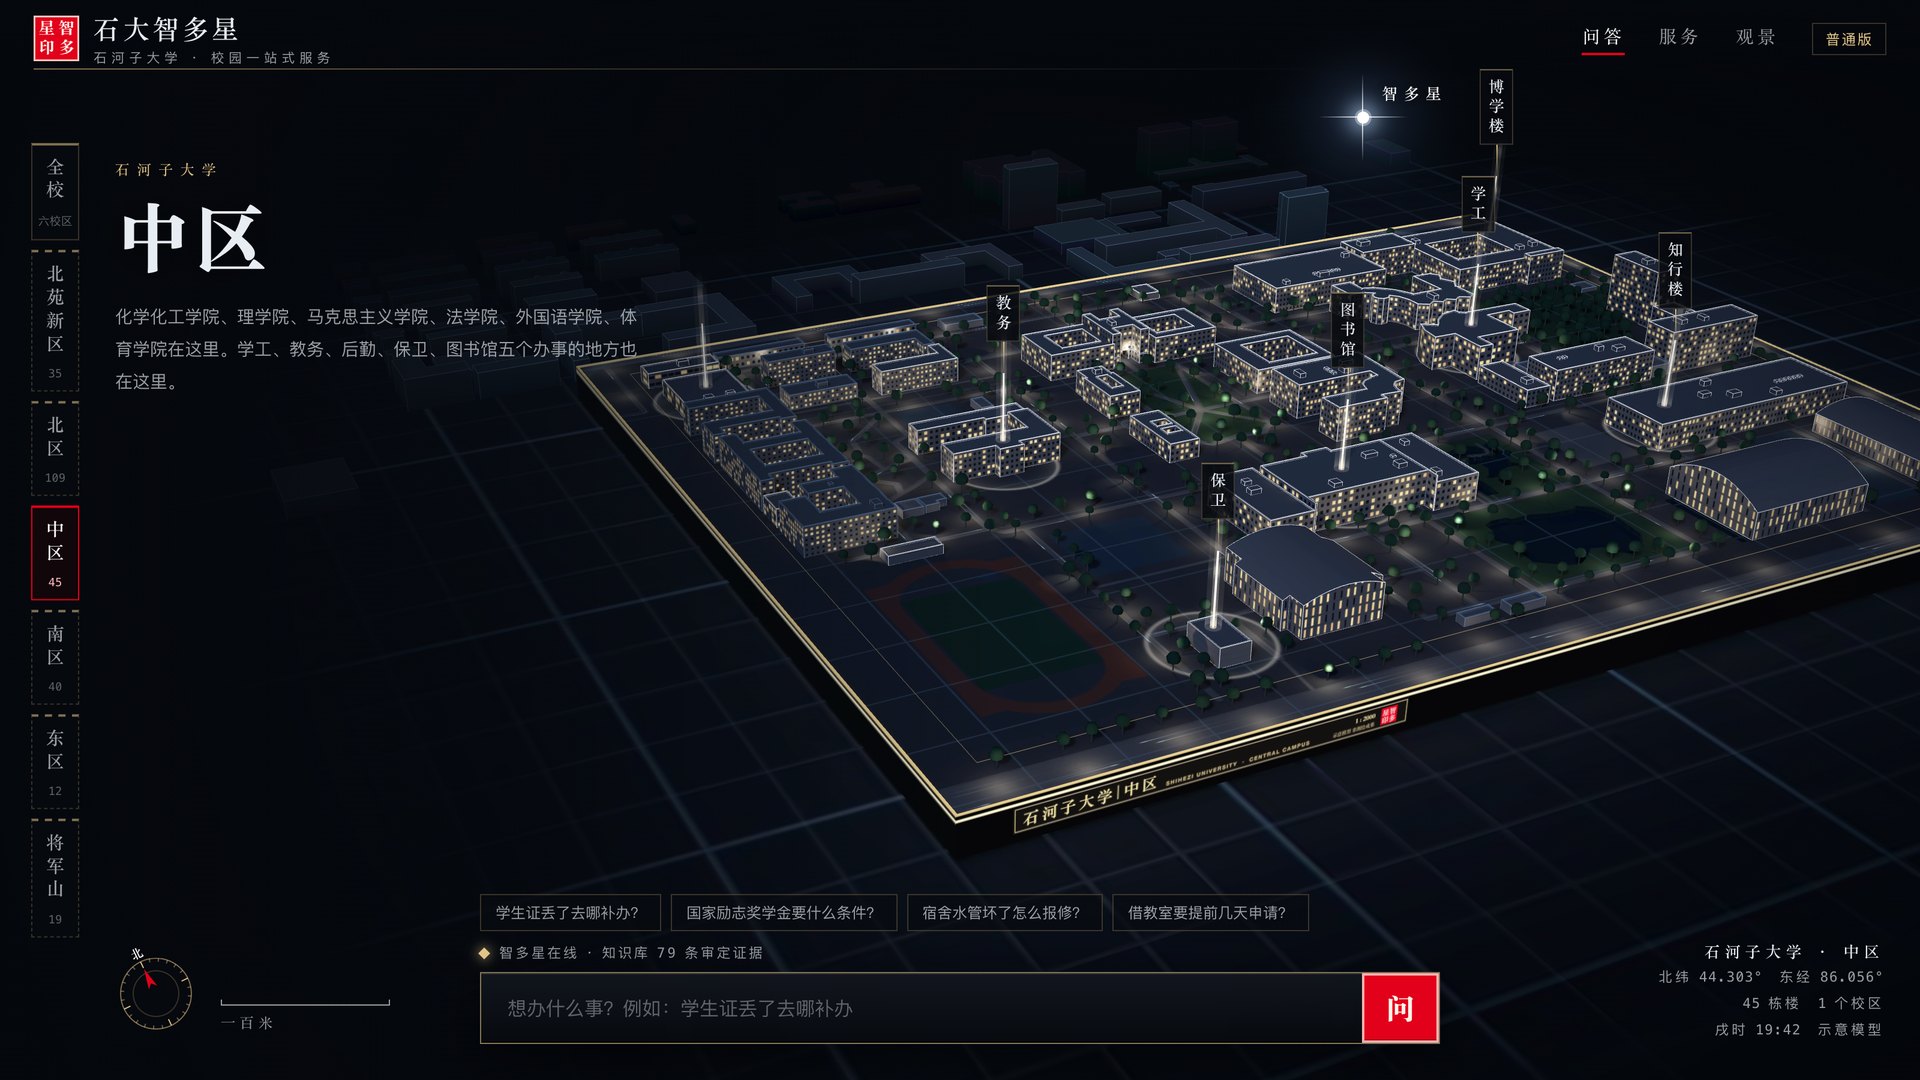 星智
印多
石大智多星
石河子大学 · 校园一站式服务
问答
服务
观景
普通版
智多星
博学楼
学工
知行楼
图书馆
教务
保卫
全校
六校区
北苑新区
35
北区
109
中区
45
南区
40
东区
12
将军山
19
石河子大学
中区
化学化工学院、理学院、马克思主义学院、法学院、外国语学院、体
育学院在这里。学工、教务、后勤、保卫、图书馆五个办事的地方也
在这里。
石河子大学|中区 SHIHEZI UNIVERSITY · CENTRAL CAMPUS
1:2000
星智
印多
学生证丢了去哪补办?
国家励志奖学金要什么条件?
宿舍水管坏了怎么报修?
借教室要提前几天申请?
智多星在线 · 知识库 79 条审定证据
想办什么事? 例如: 学生证丢了去哪补办
问
北
一百米
石河子大学 · 中区
北纬 44.303° 东经 86.056°
45 栋楼 1 个校区
戌时 19:42 示意模型